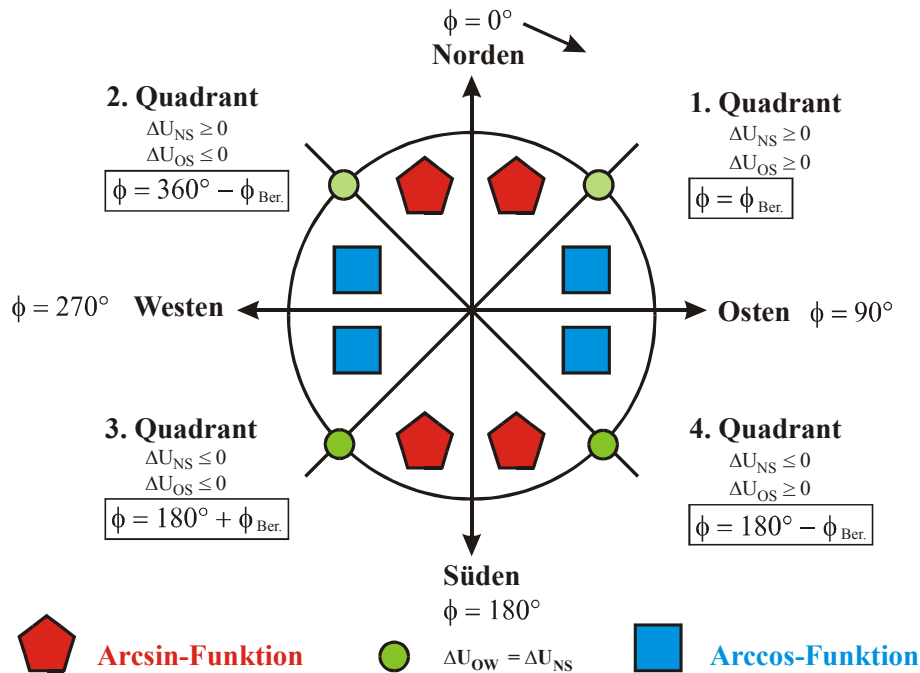 ϕ = 0°
Norden
2. Quadrant
ΔU_NS ≥ 0
ΔU_OS ≤ 0
ϕ = 360° − ϕ_Ber.
1. Quadrant
ΔU_NS ≥ 0
ΔU_OS ≥ 0
ϕ = ϕ_Ber.
ϕ = 270° Westen
Osten ϕ = 90°
3. Quadrant
ΔU_NS ≤ 0
ΔU_OS ≤ 0
ϕ = 180° + ϕ_Ber.
4. Quadrant
ΔU_NS ≤ 0
ΔU_OS ≥ 0
ϕ = 180° − ϕ_Ber.
Süden
ϕ = 180°
Arcsin-Funktion
ΔU_OW = ΔU_NS
Arccos-Funktion